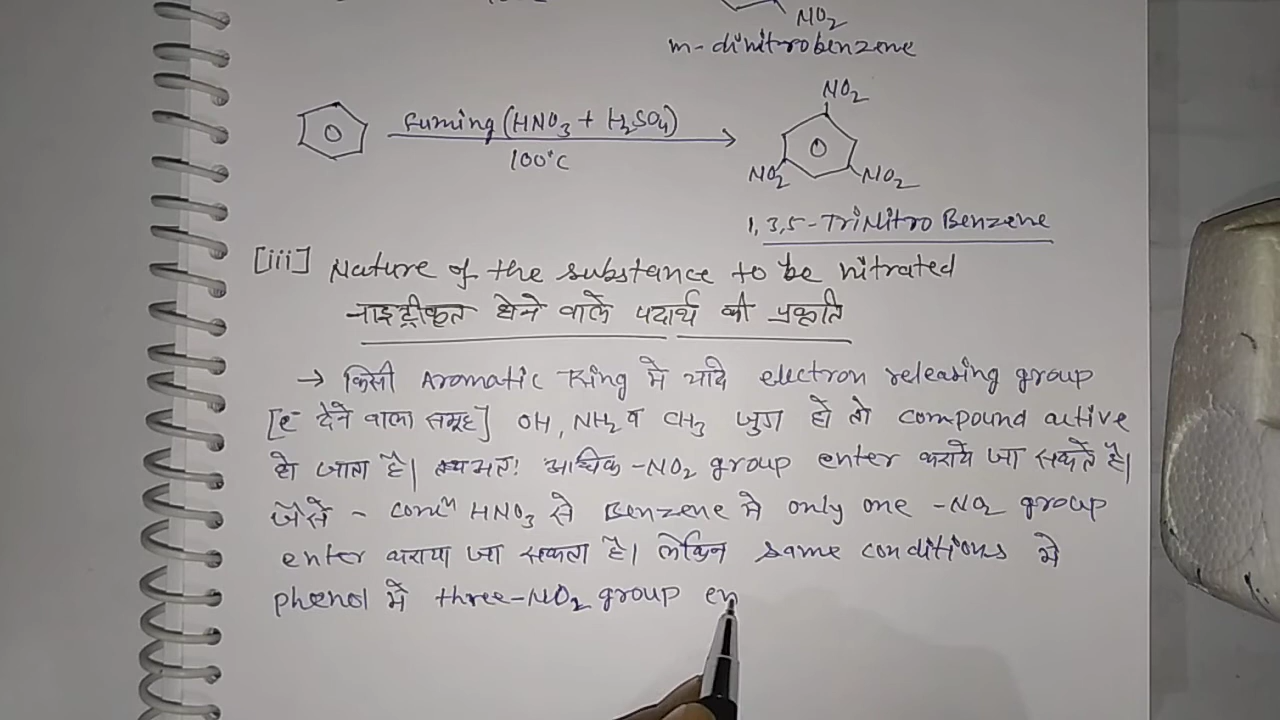 NO2
m-dinitrobenzene
NO2
fuming (HNO3 + H2SO4)
100°C
NO2 NO2
1,3,5-TriNitro Benzene
[iii] Nature of the substance to be nitrated
नाइट्रीकृत होने वाले पदार्थ की प्रकृति
→ किसी Aromatic Ring मे यदि electron releasing group
[e- देने वाला समूह] OH, NH2 व CH3 जुडा हो तो compound active
हो जाता है। अतः अधिक -NO2 group enter कराये जा सकते है।
जैसे - concn HNO3 से Benzene मे only one -NO2 group
enter कराया जा सकता है। लेकिन same conditions मे
phenol मे three-NO2 group en